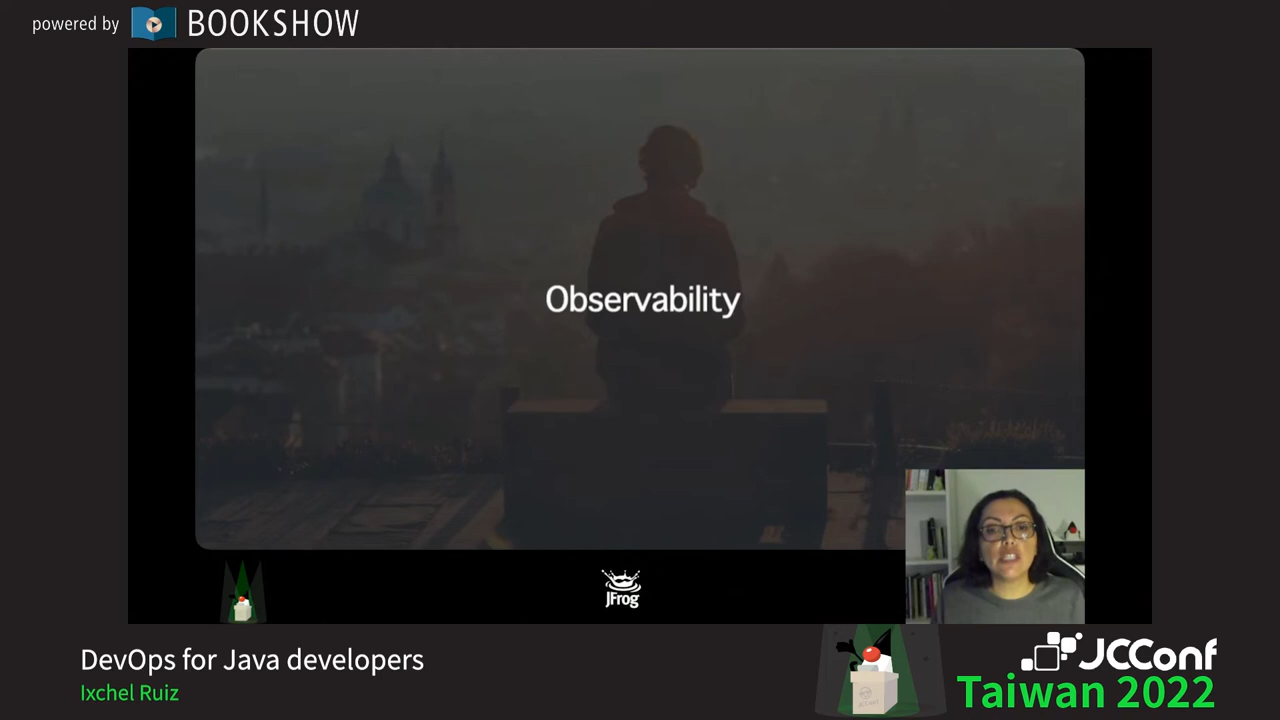 powered by BOOKSHOW
Observability
JFrog
DevOps for Java developers
Ixchel Ruiz
JCConf
Taiwan 2022